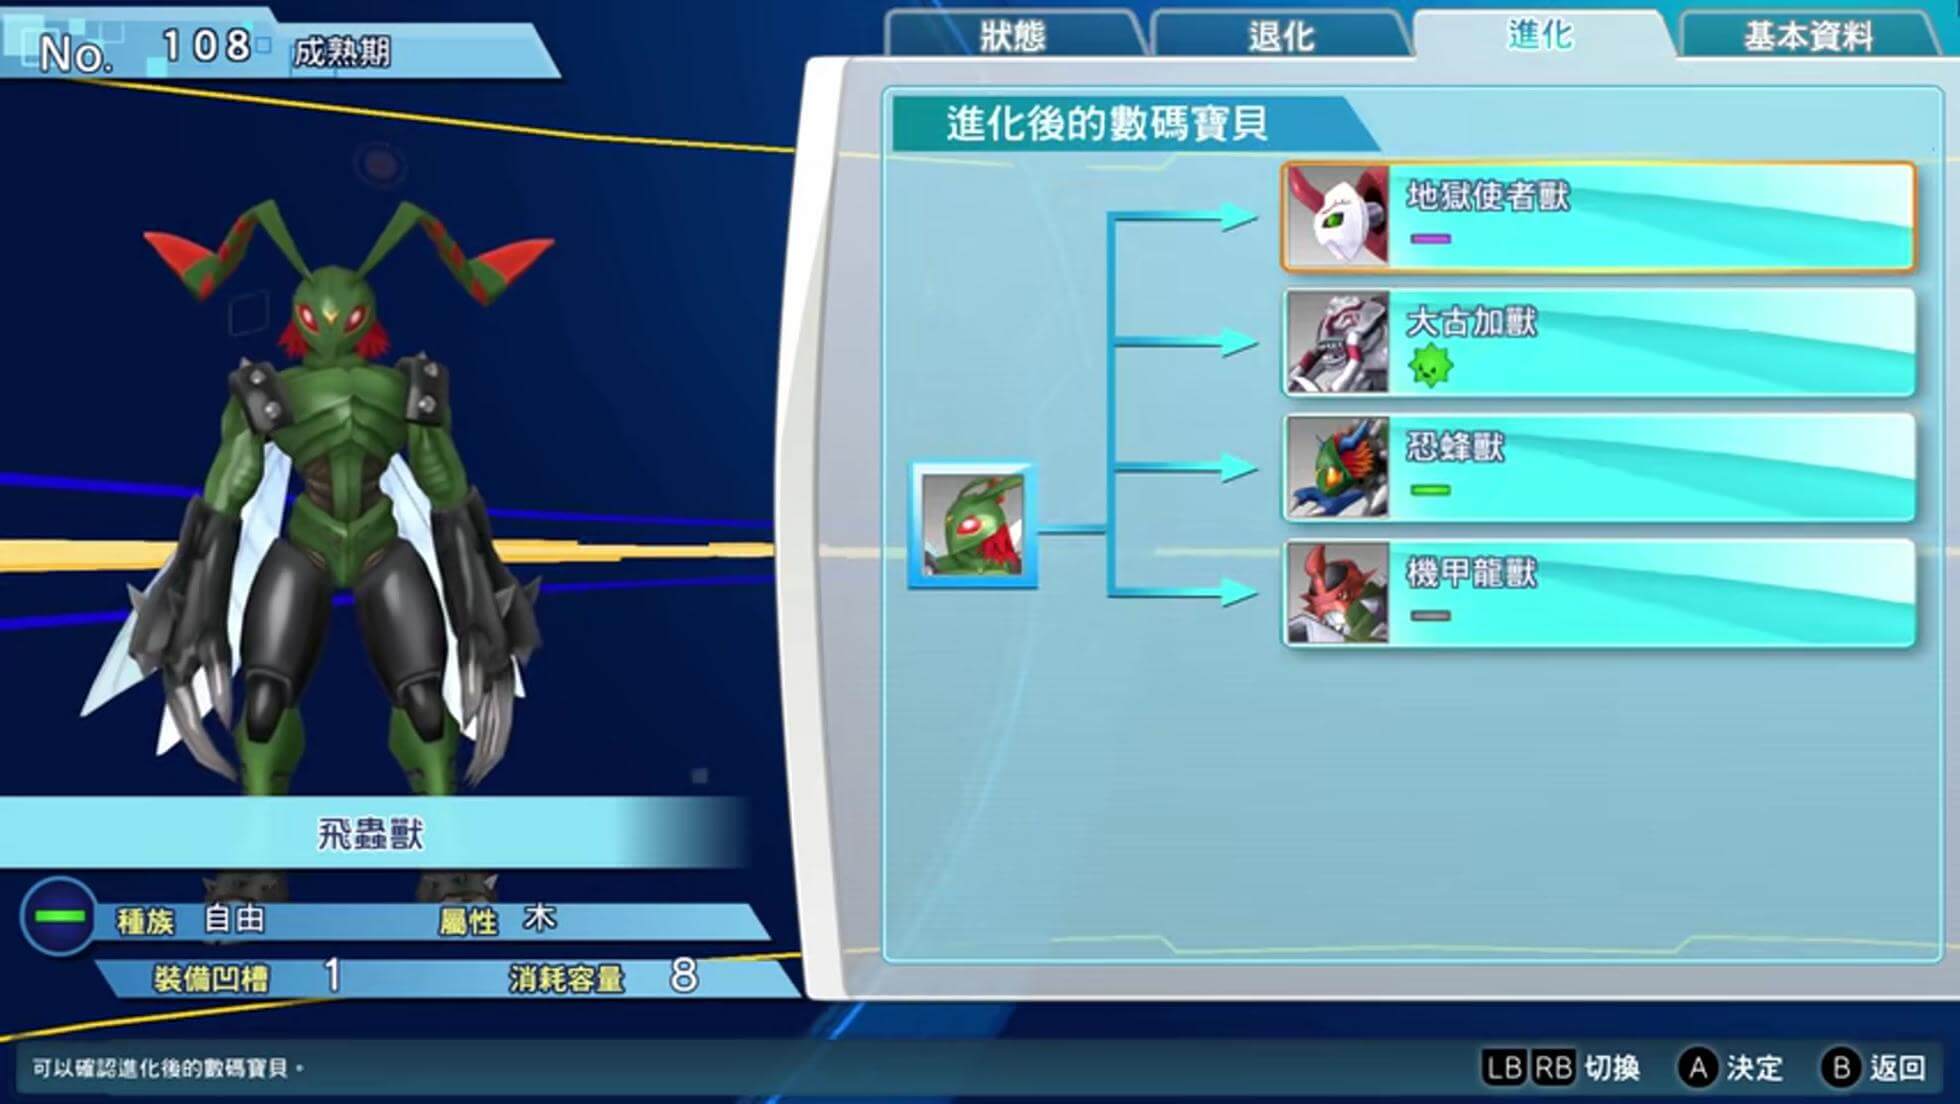 No. 108 成熟期
狀態 退化 進化 基本資料
進化後的數碼寶貝
地獄使者獸
大古加獸
恐蜂獸
機甲龍獸
飛蟲獸
種族 自由 屬性 木
裝備凹槽 1 消耗容量 8
可以確認進化後的數碼寶貝。
LB RB 切換 A 決定 B 返回